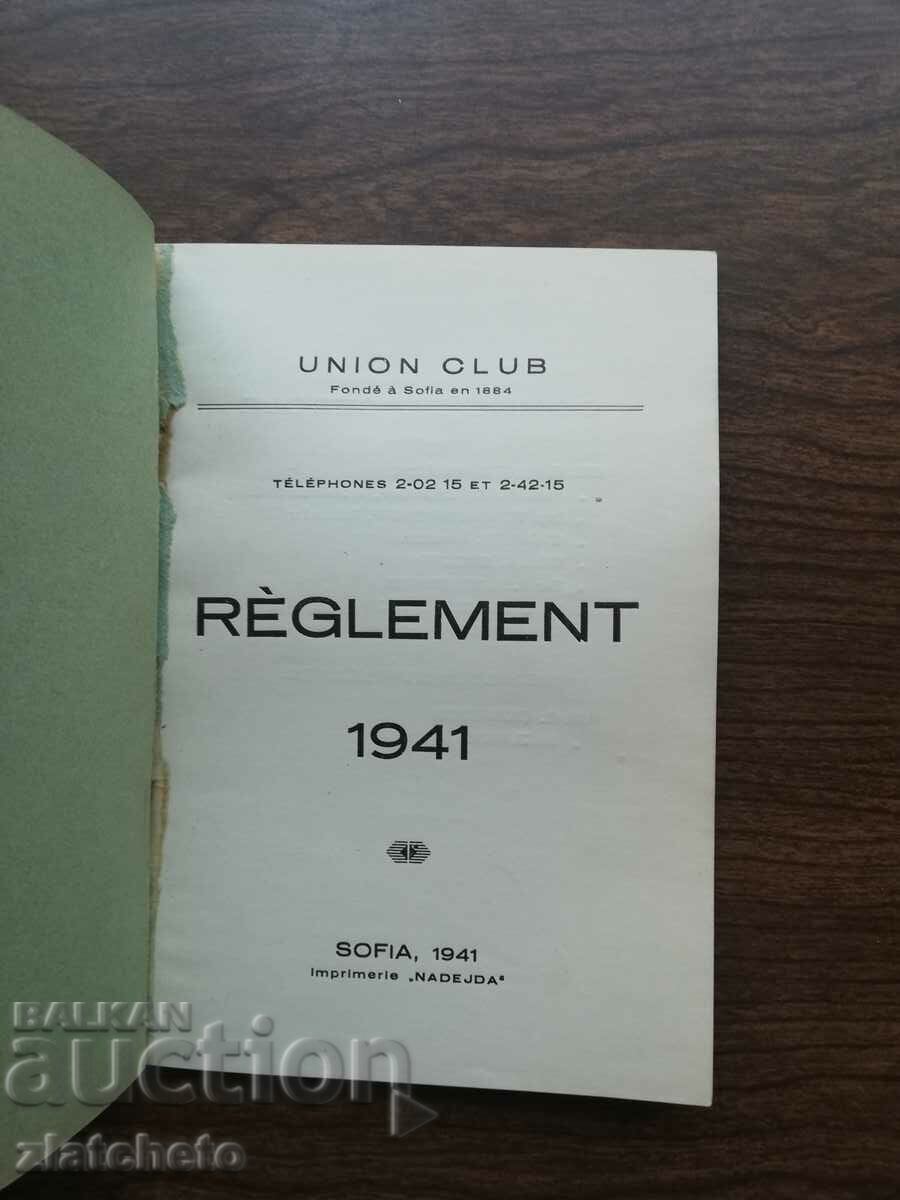 UNION CLUB
Fondé à Sofia en 1884
TÉLÉPHONES 2-02 15 ET 2-42-15
RÈGLEMENT
1941
SOFIA, 1941
Imprimerie „NADEJDA“
BALKAN
auction
zlatcheto